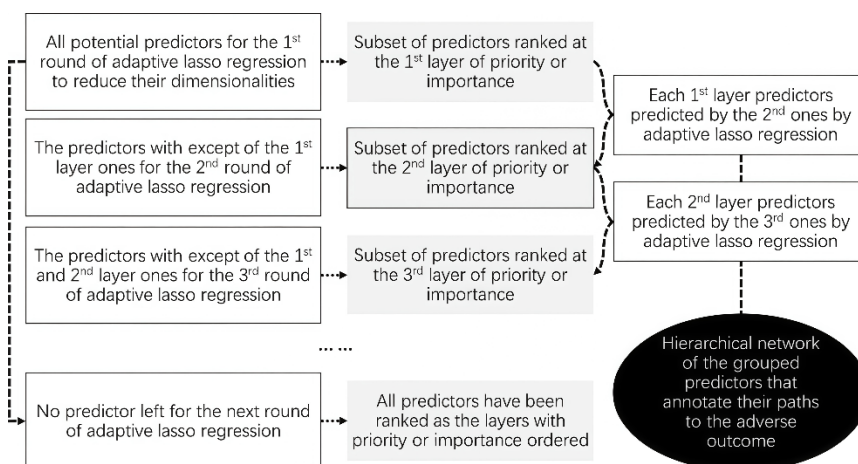 All potential predictors for the 1st
round of adaptive lasso regression
to reduce their dimensionalities
Subset of predictors ranked at
the 1st layer of priority or
importance
Each 1st layer predictors
predicted by the 2nd ones by
adaptive lasso regression
The predictors with except of the 1st
layer ones for the 2nd round of
adaptive lasso regression
Subset of predictors ranked at
the 2nd layer of priority or
importance
Each 2nd layer predictors
predicted by the 3rd ones by
adaptive lasso regression
The predictors with except of the 1st
and 2nd layer ones for the 3rd round
of adaptive lasso regression
Subset of predictors ranked at
the 3rd layer of priority or
importance
... ...
No predictor left for the next round
of adaptive lasso regression
All predictors have been
ranked as the layers with
priority or importance ordered
Hierarchical network
of the grouped
predictors that
annotate their paths
to the adverse
outcome